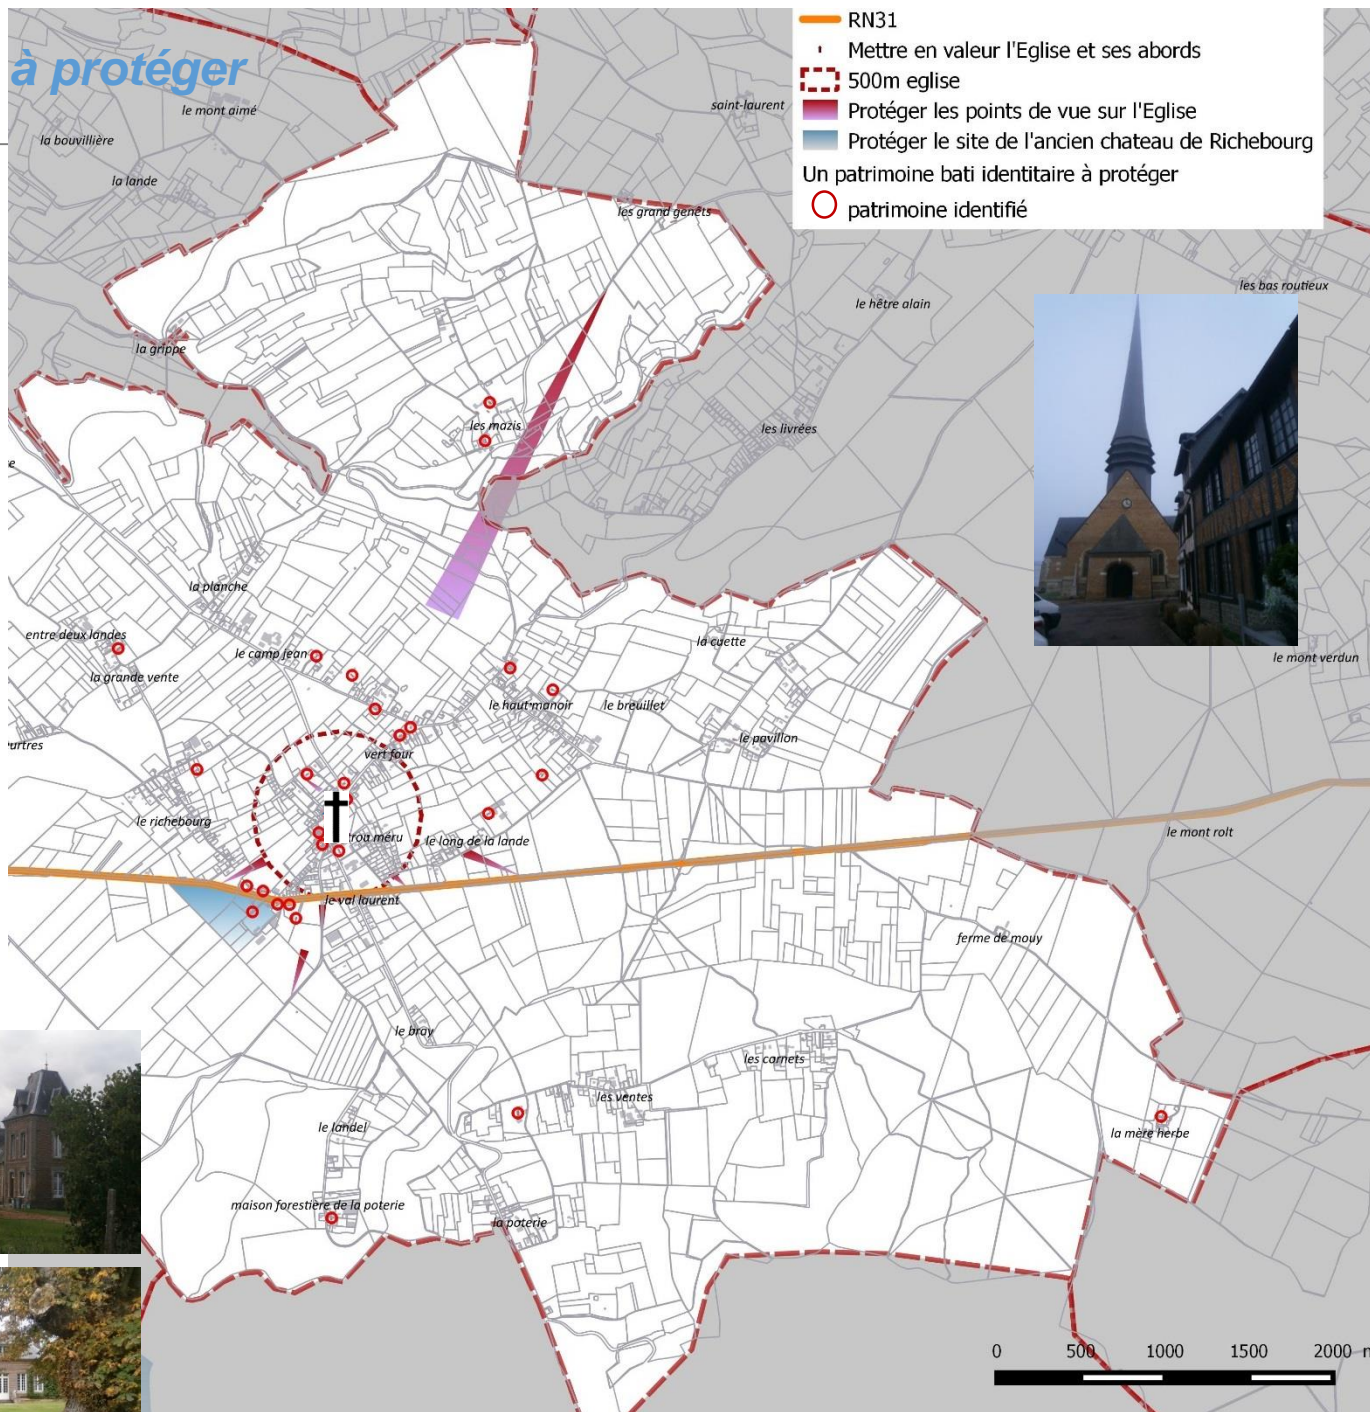 à protéger
RN31
Mettre en valeur l'Eglise et ses abords
500m eglise
Protéger les points de vue sur l'Eglise
Protéger le site de l'ancien chateau de Richebourg
Un patrimoine bati identitaire à protéger
patrimoine identifié
le mont aimé
saint-laurent
la bouvillière
la lande
les grand genêts
les bas routieux
le hêtre alain
la grippe
les mazis
les livrées
la planche
entre deux landes
la cuette
le camp jean
le mont verdun
la grande vente
le haut manoir
le breuillet
urtres
le pavillon
vert four
le richebourg
trou méru
le long de la lande
le mont rolt
le val laurent
ferme de mouy
le bray
les carnets
les ventes
le landel
la mère herbe
maison forestière de la poterie
la poterie
0 500 1000 1500 2000 m